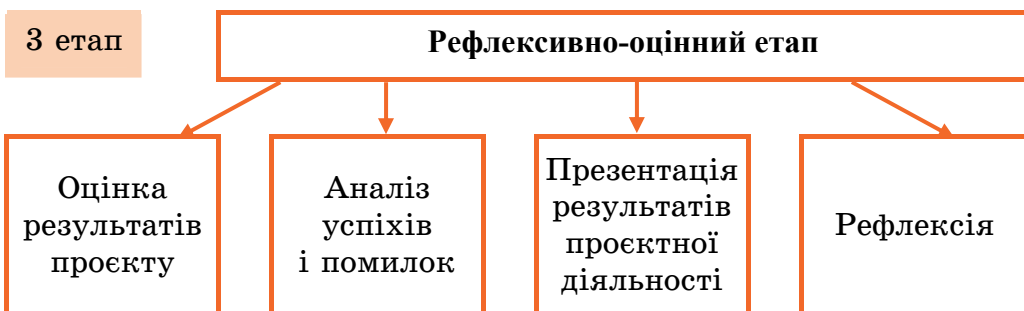 3 етап
Рефлексивно-оцінний етап
Оцінка
результатів
проєкту
Аналіз
успіхів
і помилок
Презентація
результатів
проєктної
діяльності
Рефлексія